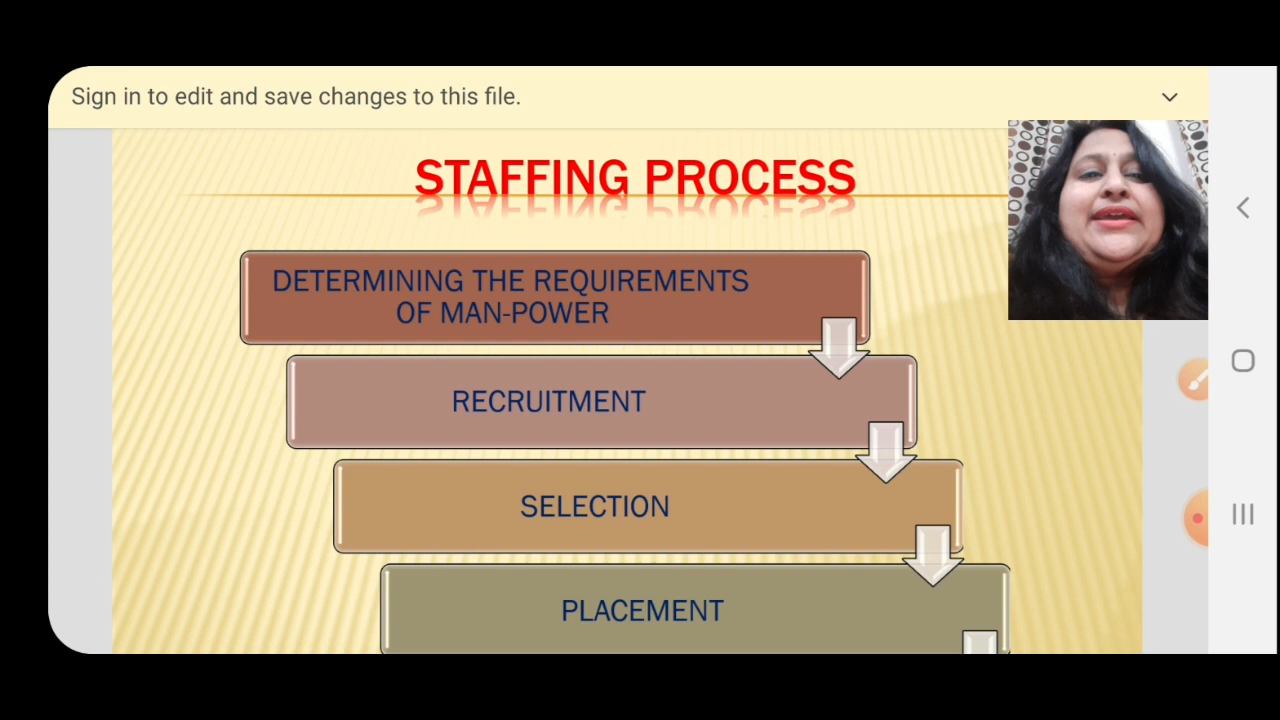 Sign in to edit and save changes to this file.
STAFFING PROCESS
DETERMINING THE REQUIREMENTS
OF MAN-POWER
RECRUITMENT
SELECTION
PLACEMENT